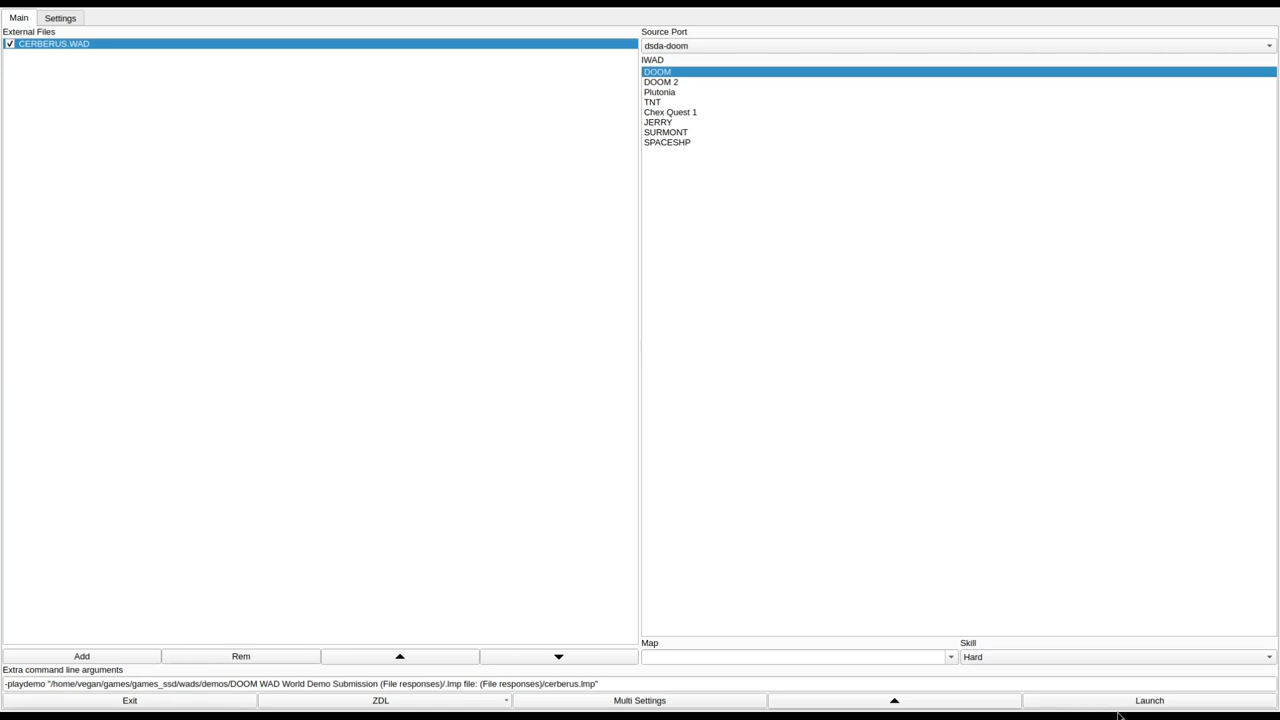 Main Settings
External Files
CERBERUS.WAD
Source Port
dsda-doom
IWAD
DOOM
DOOM 2
Plutonia
TNT
Chex Quest 1
JERRY
SURMONT
SPACESHP
Map Skill
Hard
Add Rem
Extra command line arguments
-playdemo "/home/vegan/games/games_ssd/wads/demos/DOOM WAD World Demo Submission (File responses)/.lmp file: (File responses)/cerberus.lmp"
Exit ZDL Multi Settings Launch